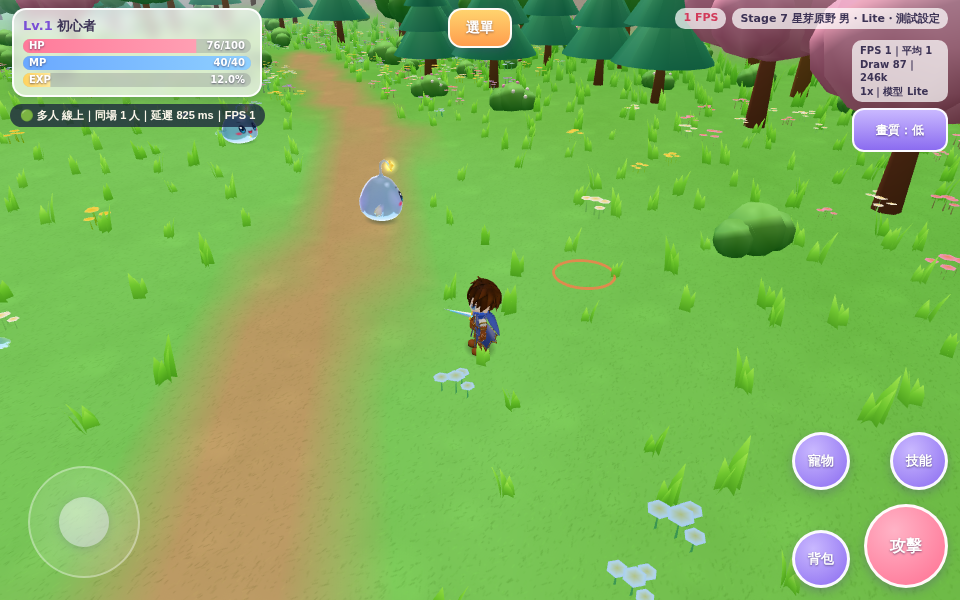 Lv.1 初心者
HP 76/100
MP 40/40
EXP 12.0%
🟢 多人 線上｜同場 1 人｜延遲 825 ms｜FPS 1
選單
1 FPS
Stage 7 星芽原野 男・Lite・測試設定
FPS 1｜平均 1
Draw 87｜
246k
1x｜模型 Lite
畫質：低
寵物
技能
攻擊
背包